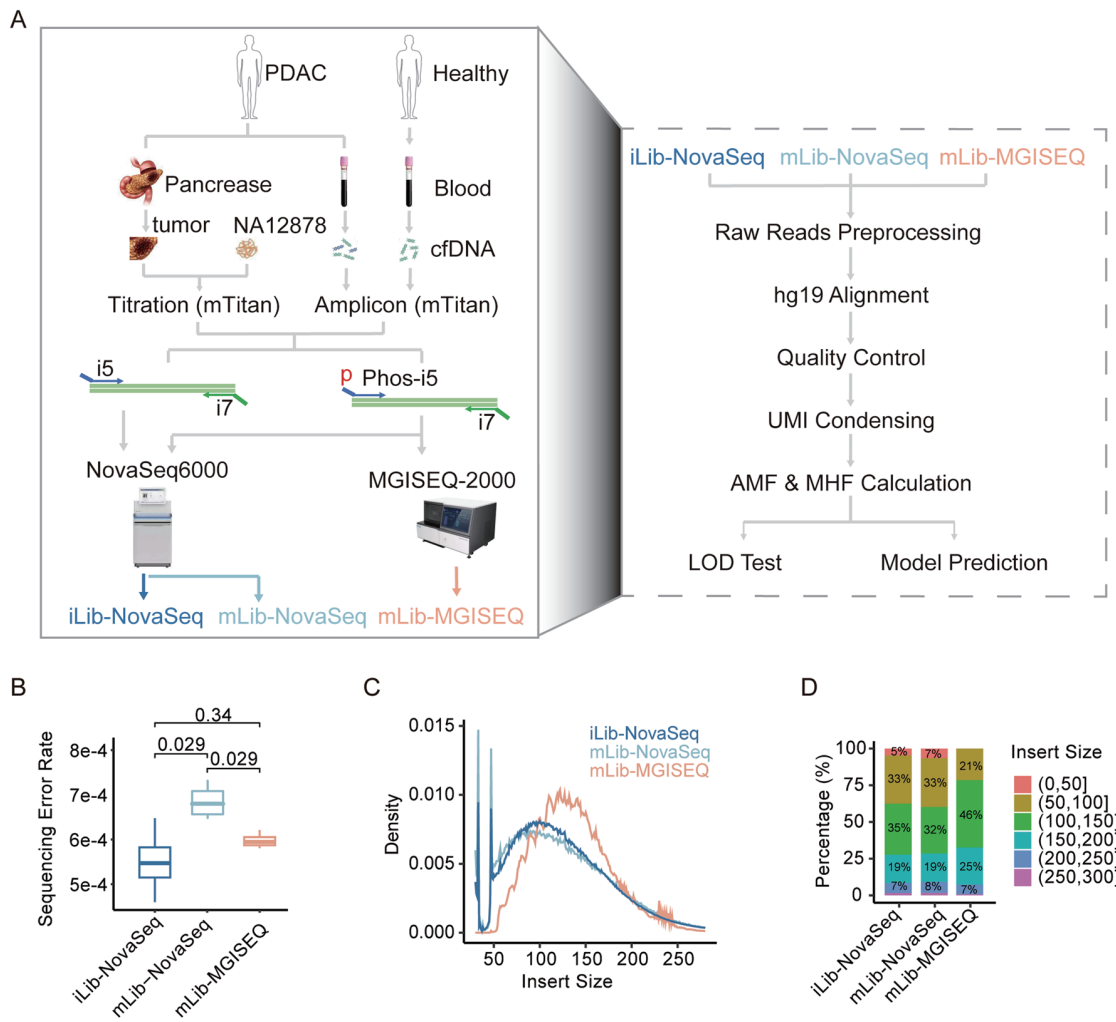 A
PDAC
Healthy
Pancrease
Blood
tumor
NA12878
cfDNA
Titration (mTitan)
Amplicon (mTitan)
i5
i7
p
Phos-i5
i7
NovaSeq6000
MGISEQ-2000
iLib-NovaSeq
mLib-NovaSeq
mLib-MGISEQ
iLib-NovaSeq
mLib-NovaSeq
mLib-MGISEQ
Raw Reads Preprocessing
hg19 Alignment
Quality Control
UMI Condensing
AMF & MHF Calculation
LOD Test
Model Prediction
B
Sequencing Error Rate
8e-4
7e-4
6e-4
5e-4
0.34
0.029
0.029
iLib-NovaSeq
mLib-NovaSeq
mLib-MGISEQ
C
Density
0.015
0.010
0.005
0.000
iLib-NovaSeq
mLib-NovaSeq
mLib-MGISEQ
50
100
150
200
250
Insert Size
D
Percentage (%)
100
75
50
25
0
5%
33%
35%
19%
7%
7%
33%
32%
19%
8%
21%
46%
25%
7%
iLib-NovaSeq
mLib-NovaSeq
mLib-MGISEQ
Insert Size
(0,50]
(50,100]
(100,150]
(150,200]
(200,250]
(250,300]